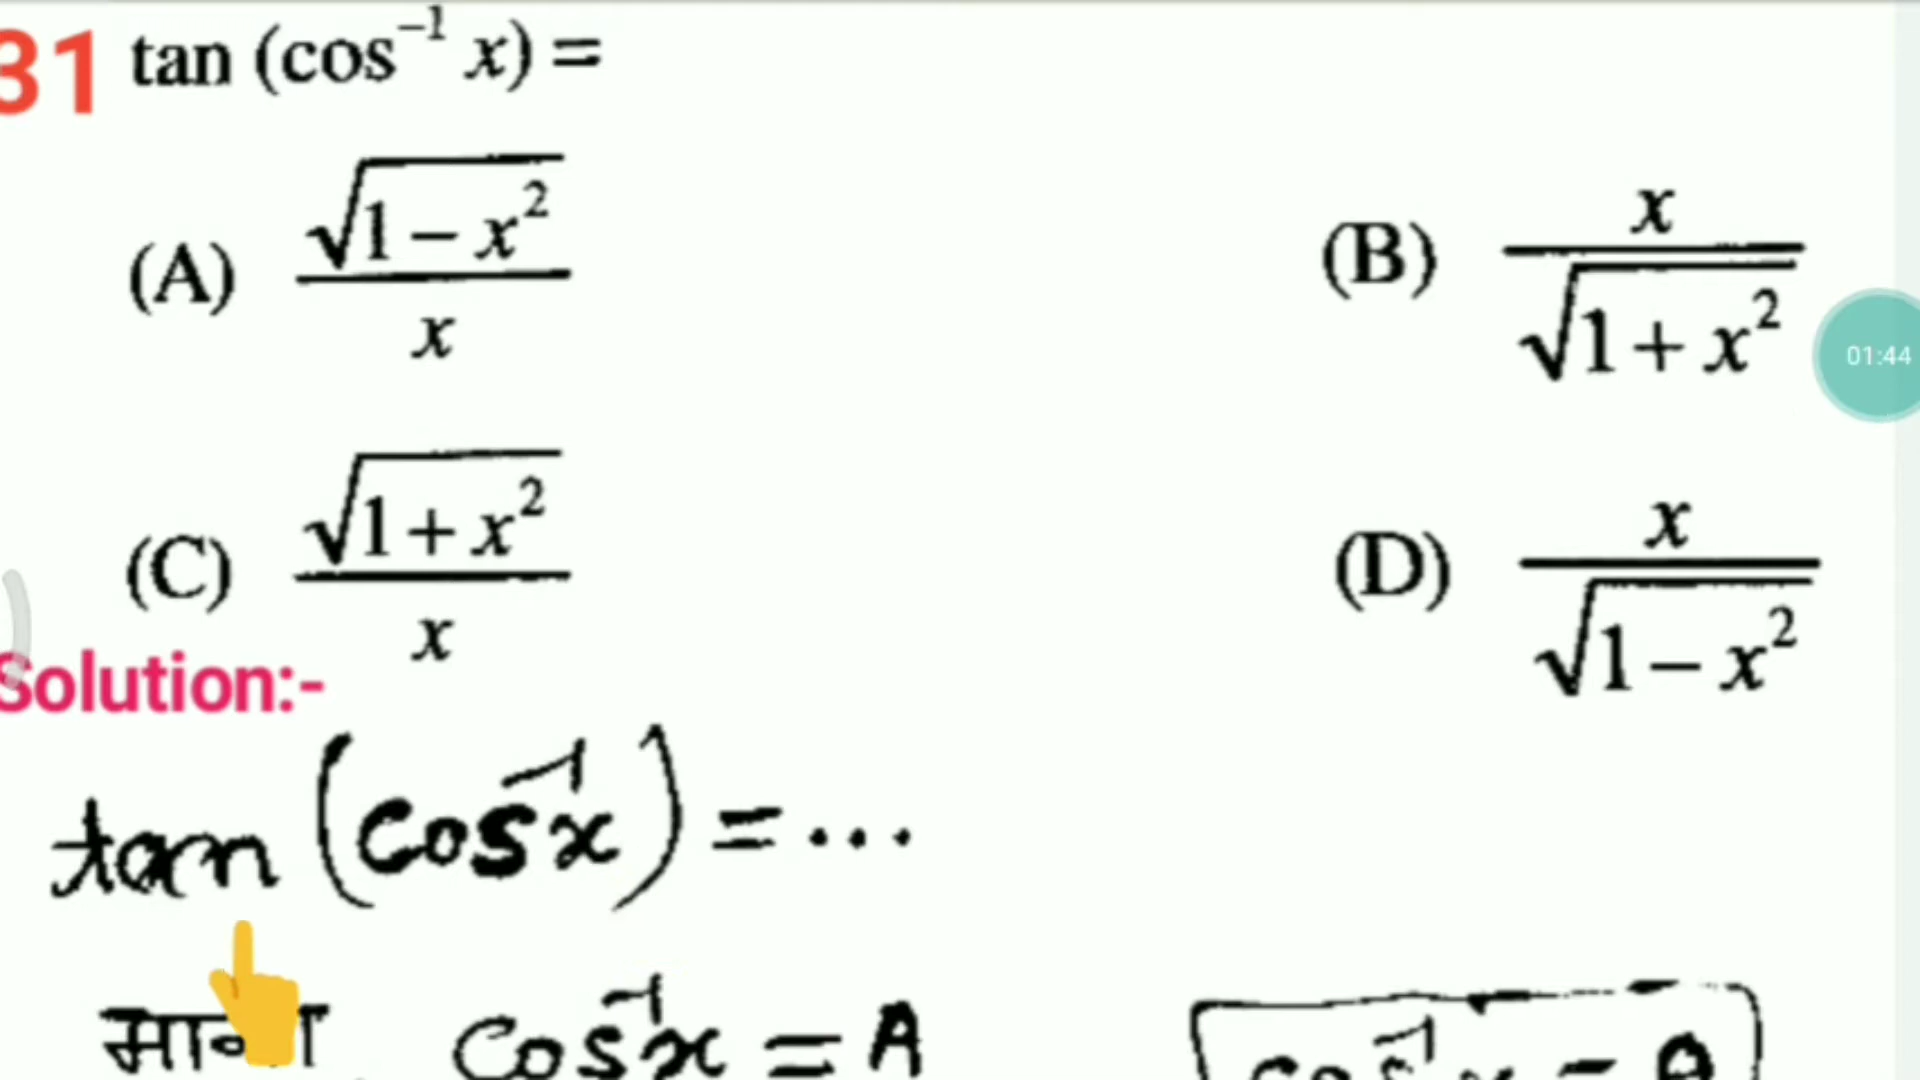 31 tan (cos⁻¹ x) =
(A) √(1 − x²) / x (B) x / √(1 + x²)
01:44
(C) √(1 + x²) / x (D) x / √(1 − x²)
Solution:-
tan (cos⁻¹x) = ...
cos⁻¹x = A